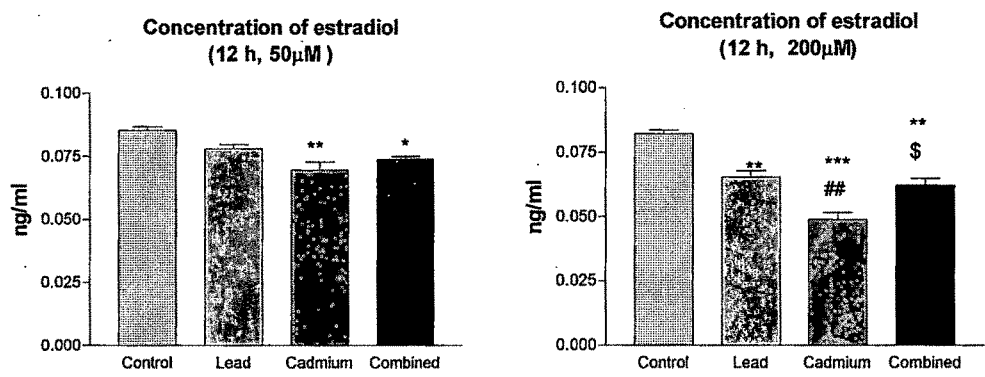 Concentration of estradiol
(12 h, 50µM )
0.100
0.075
0.050
0.025
0.000
ng/ml
** *
Control Lead Cadmium Combined
Concentration of estradiol
(12 h, 200µM)
0.100
0.075
0.050
0.025
0.000
ng/ml
**
** *** $
##
Control Lead Cadmium Combined